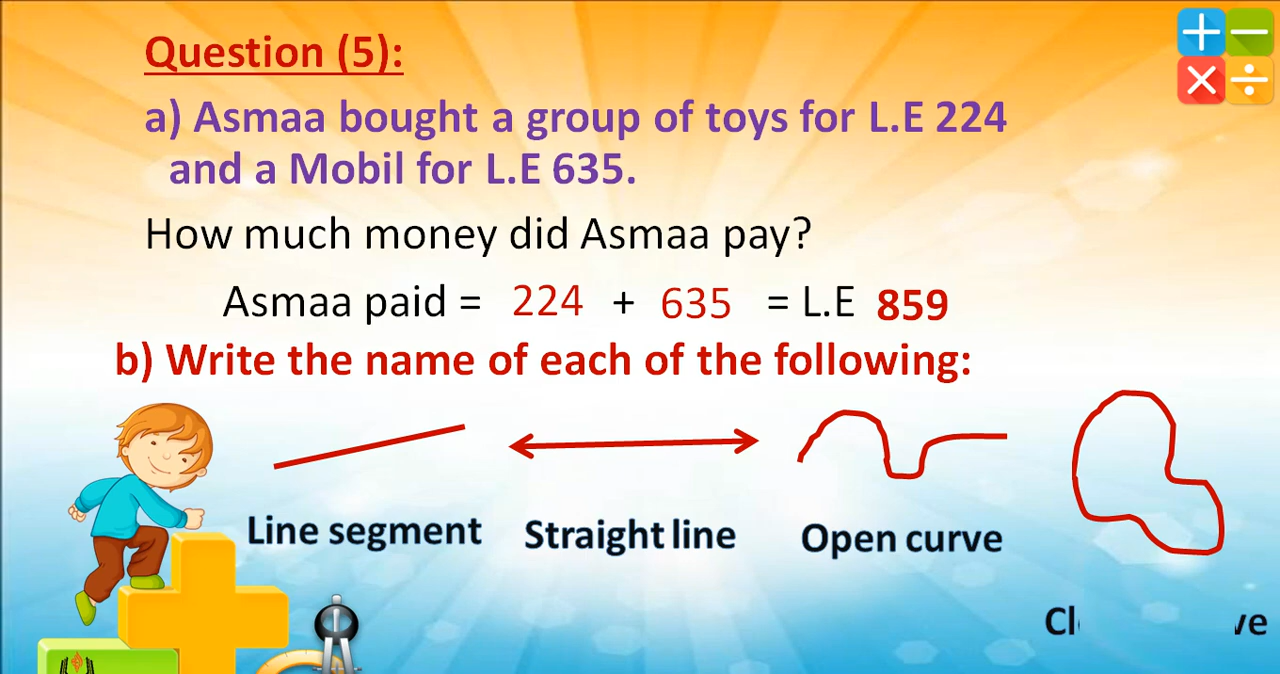 Question (5):
a) Asmaa bought a group of toys for L.E 224
and a Mobil for L.E 635.
How much money did Asmaa pay?
Asmaa paid = 224 + 635 = L.E 859
b) Write the name of each of the following:
Line segment Straight line Open curve